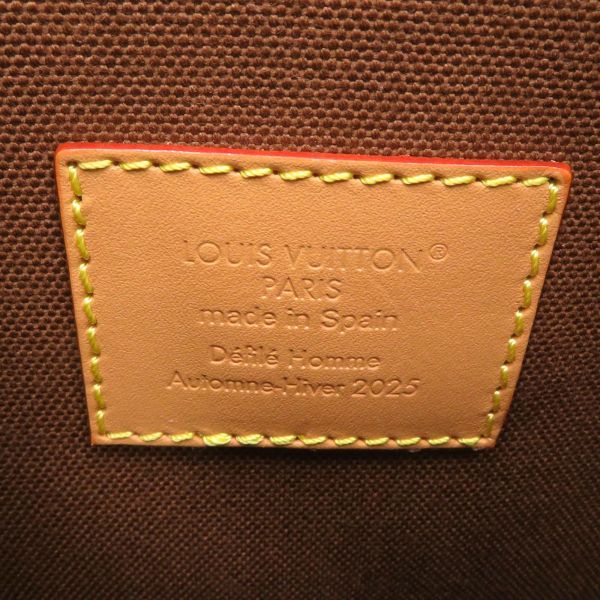 LOUIS VUITTON®
PARIS
made in Spain
Défilé Homme
Automne-Hiver 2025